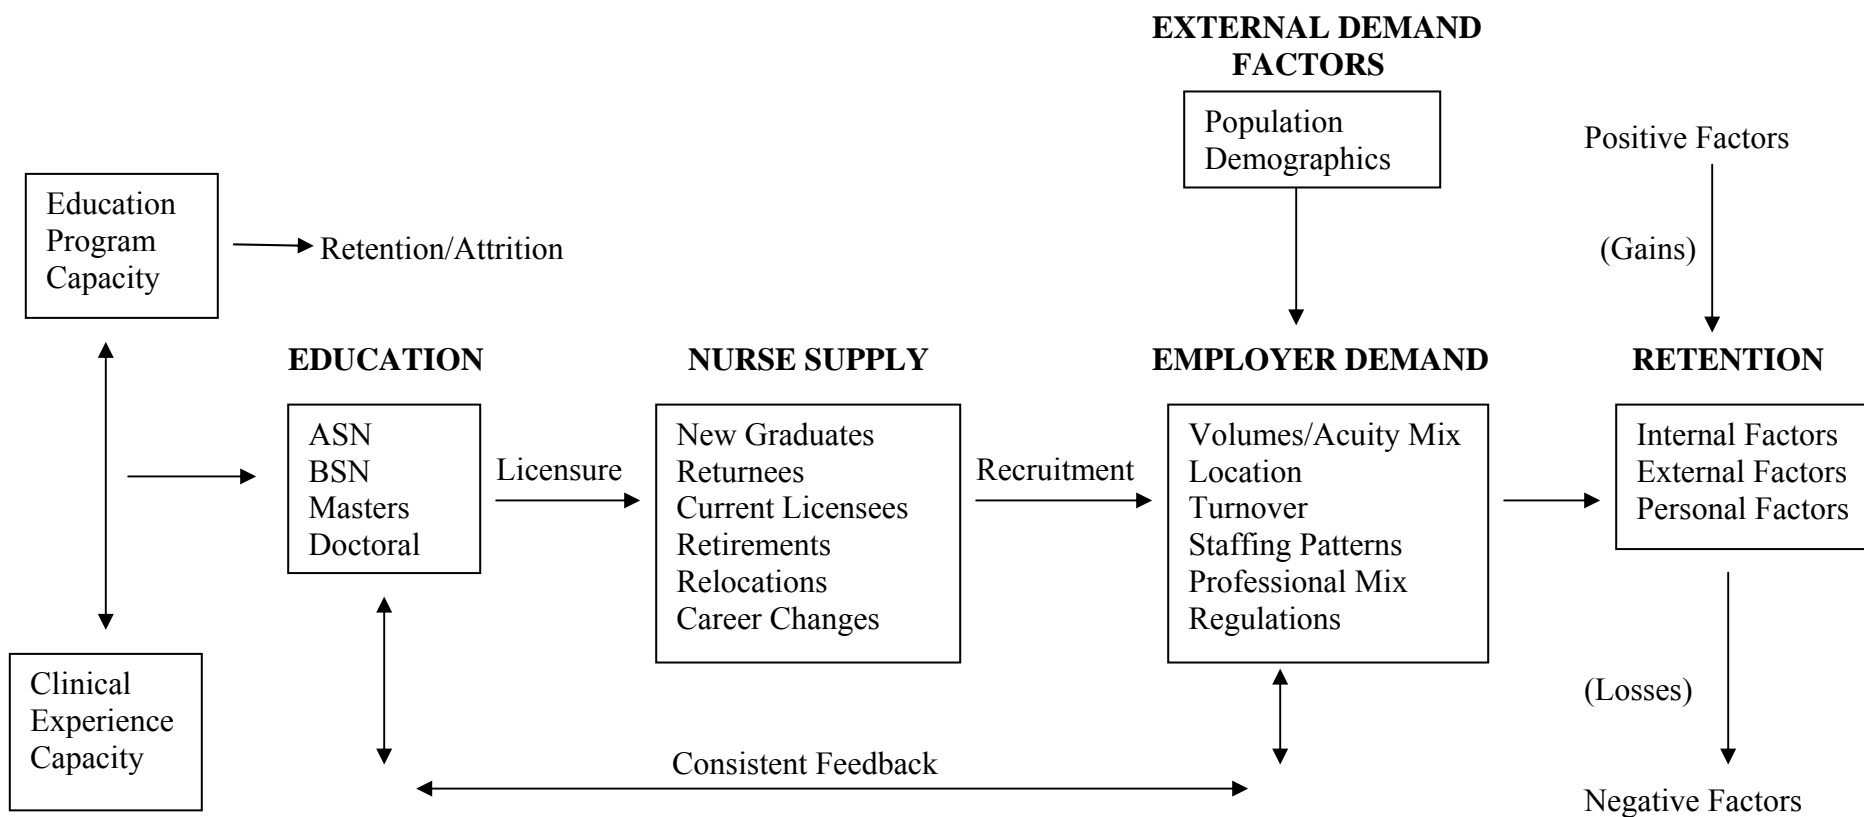 EXTERNAL DEMAND
FACTORS
Population
Demographics
Positive Factors
(Gains)
Education
Program
Capacity
Retention/Attrition
EDUCATION
ASN
BSN
Masters
Doctoral
Licensure
NURSE SUPPLY
New Graduates
Returnees
Current Licensees
Retirements
Relocations
Career Changes
Recruitment
EMPLOYER DEMAND
Volumes/Acuity Mix
Location
Turnover
Staffing Patterns
Professional Mix
Regulations
RETENTION
Internal Factors
External Factors
Personal Factors
Clinical
Experience
Capacity
Consistent Feedback
(Losses)
Negative Factors